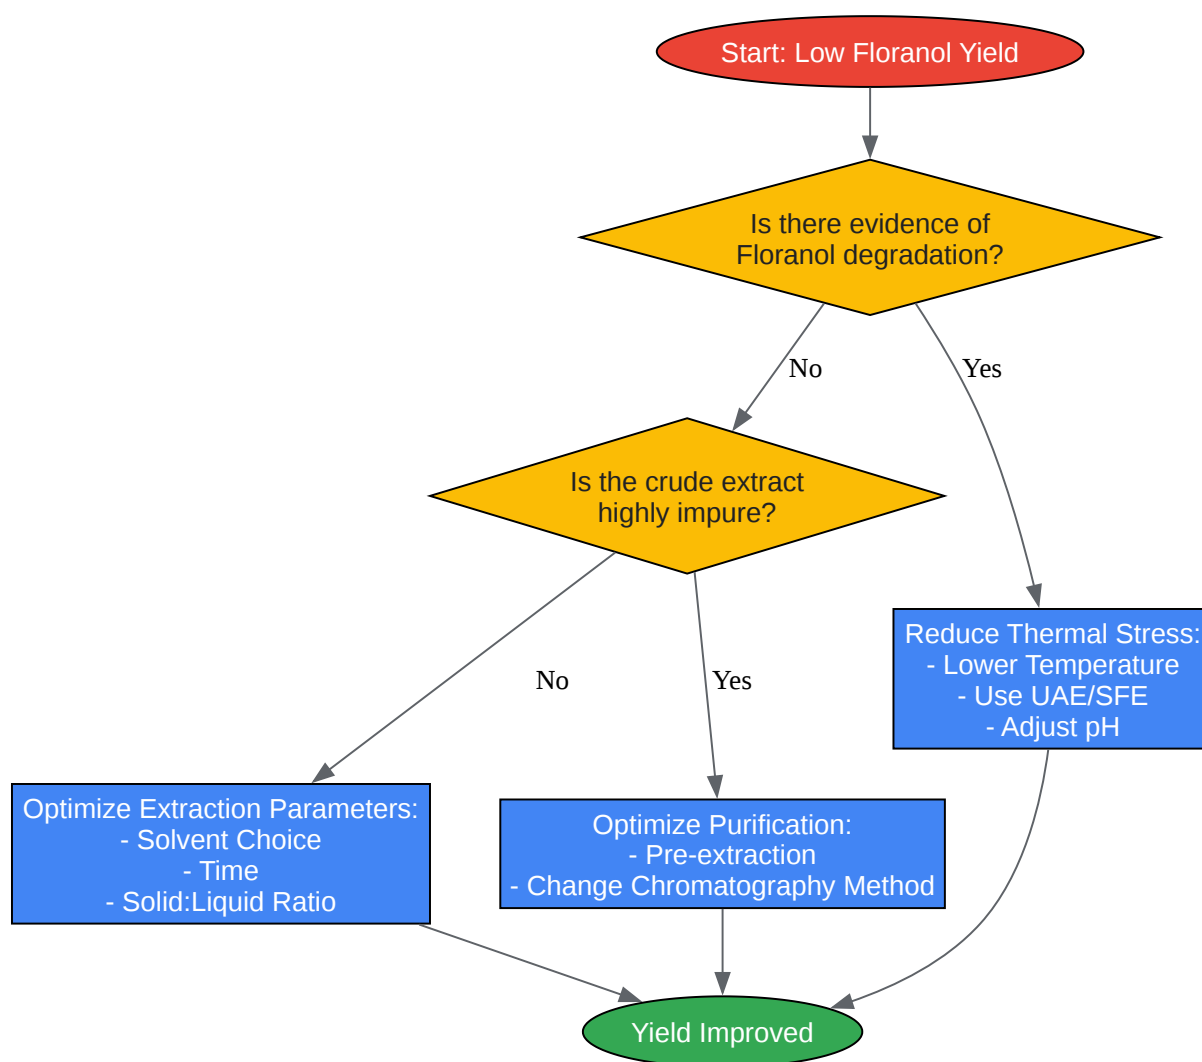 Start: Low Floranol Yield
Is there evidence of
Floranol degradation?
No
Yes
Is the crude extract
highly impure?
No
Yes
Reduce Thermal Stress:
- Lower Temperature
- Use UAE/SFE
- Adjust pH
Optimize Extraction Parameters:
- Solvent Choice
- Time
- Solid:Liquid Ratio
Optimize Purification:
- Pre-extraction
- Change Chromatography Method
Yield Improved